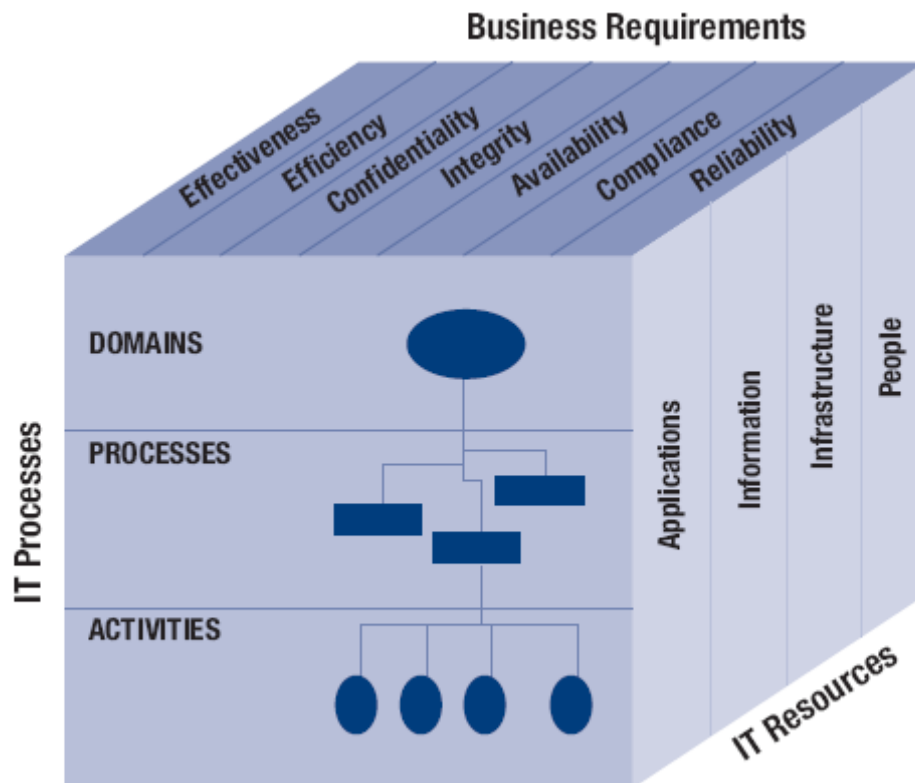 Business Requirements
Effectiveness
Efficiency
Confidentiality
Integrity
Availability
Compliance
Reliability
IT Processes
DOMAINS
PROCESSES
ACTIVITIES
Applications
Information
Infrastructure
People
IT Resources